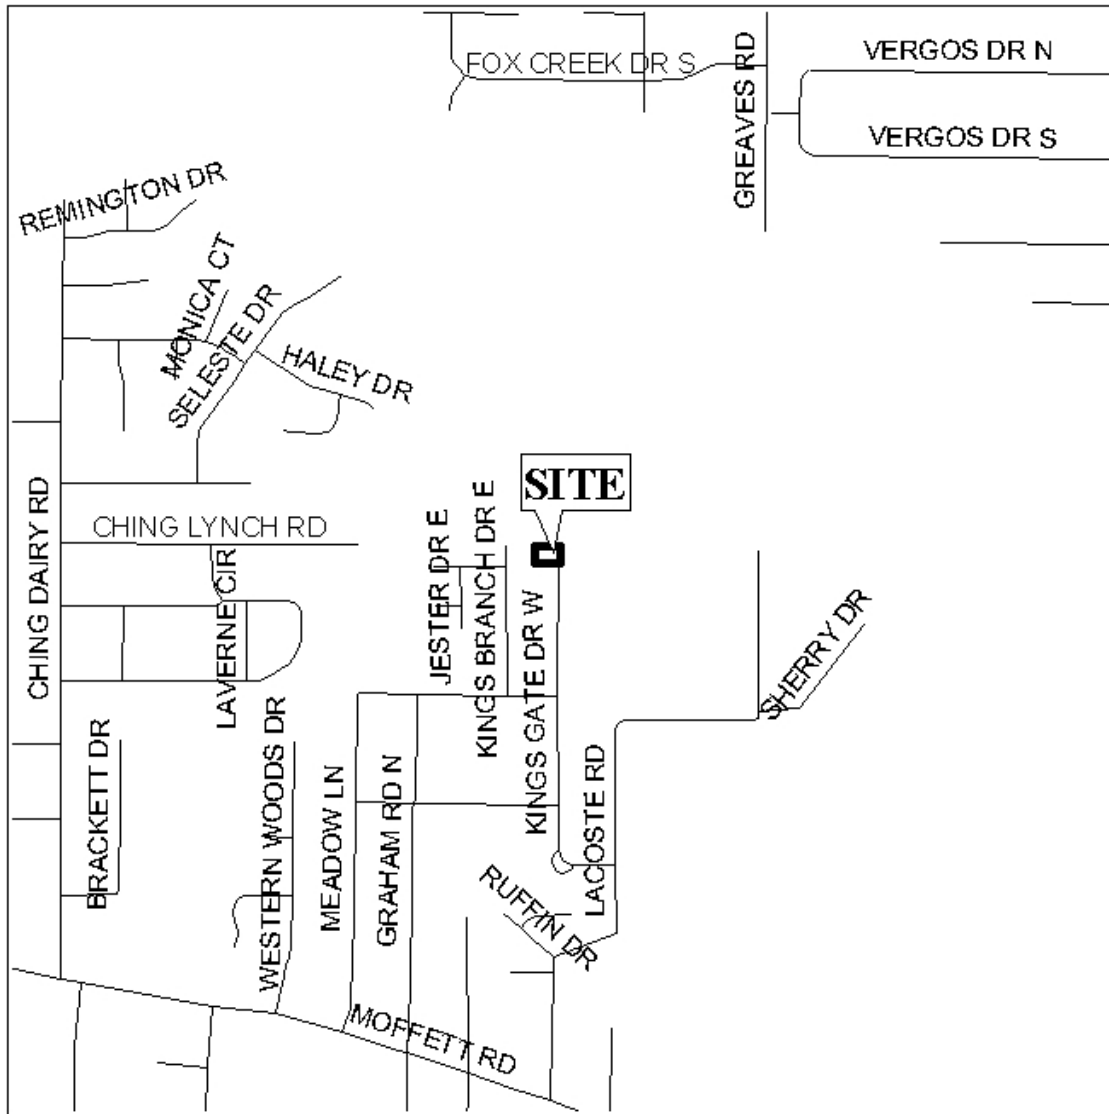 FOX CREEK DR S
GREAVES RD
VERGOS DR N
VERGOS DR S
REMINGTON DR
MONICA CT
SELESTE DR
HALEY DR
SITE
CHING DAIRY RD
CHING LYNCH RD
LAVERNE CIR
JESTER DR E
KINGS BRANCH DR E
KINGS GATE DR W
SHERRY DR
BRACKETT DR
WESTERN WOODS DR
MEADOW LN
GRAHAM RD N
LACOSTE RD
RUFFIN DR
MOFFETT RD